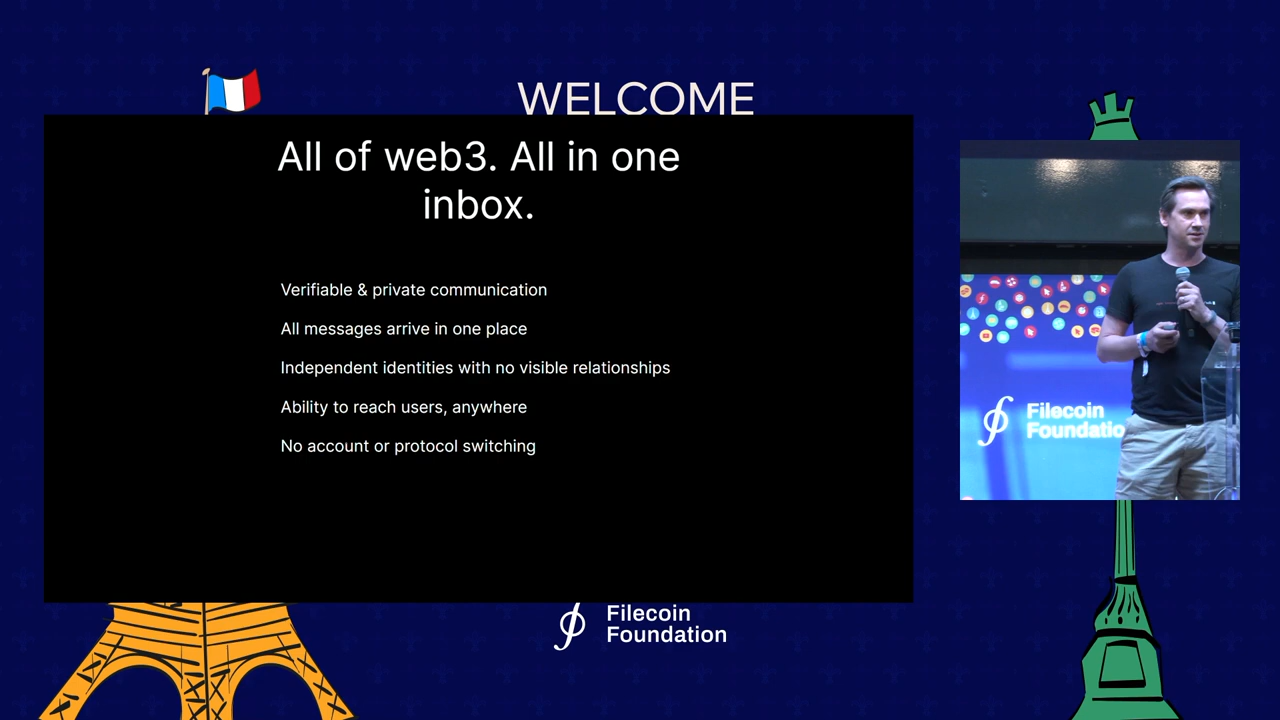 WELCOME
All of web3. All in one
inbox.
Verifiable & private communication
All messages arrive in one place
Independent identities with no visible relationships
Ability to reach users, anywhere
No account or protocol switching
Filecoin
Foundatio
Filecoin
Foundation